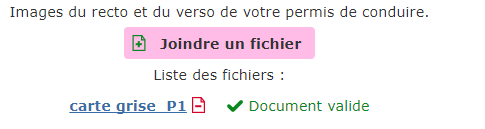 Images du recto et du verso de votre permis de conduire.
Joindre un fichier
Liste des fichiers :
carte grise_P1 Document valide